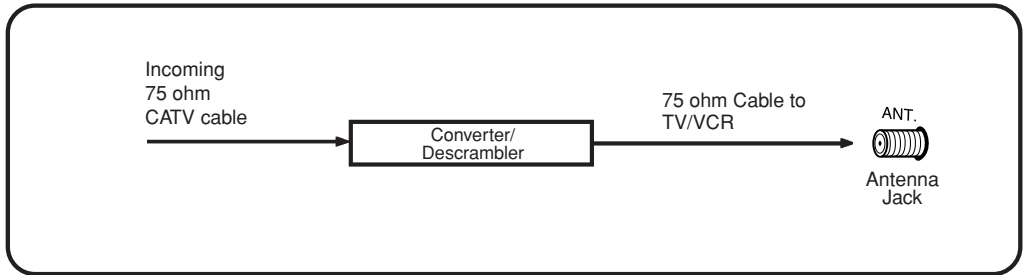 Incoming
75 ohm
CATV cable
Converter/
Descrambler
75 ohm Cable to
TV/VCR
ANT.
Antenna
Jack